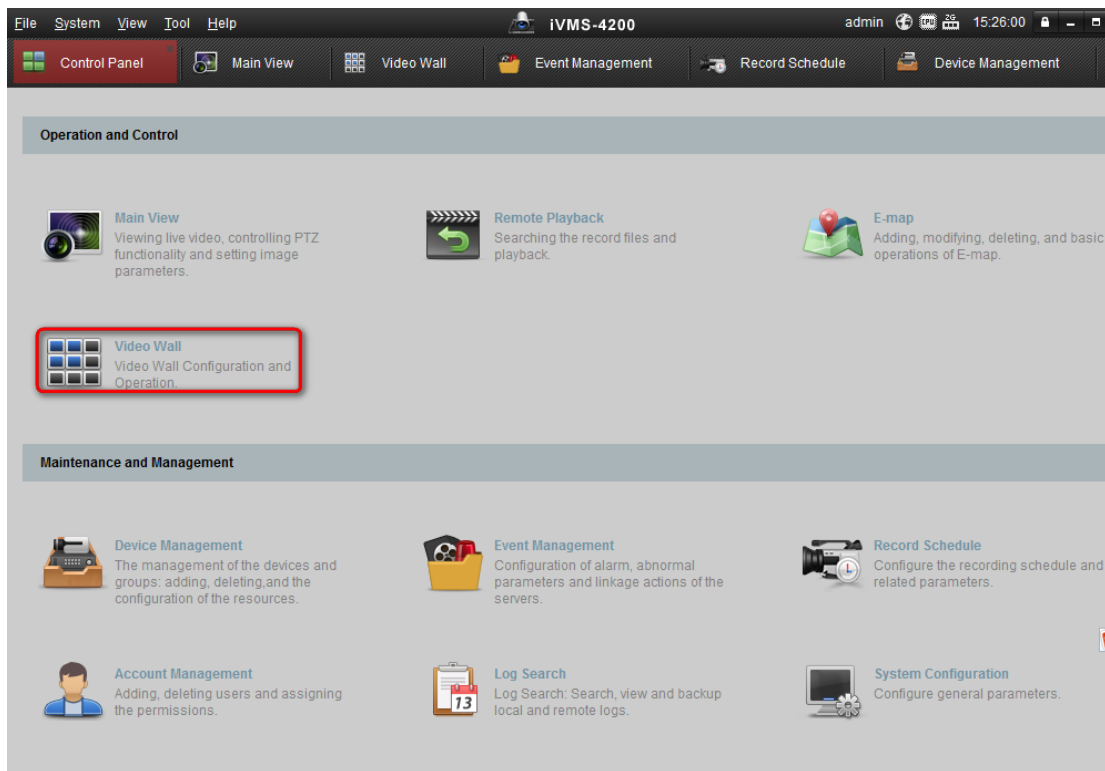 File System View Tool Help iVMS-4200 admin 15:26:00
Control Panel Main View Video Wall Event Management Record Schedule Device Management
Operation and Control
Main View
Viewing live video, controlling PTZ
functionality and setting image
parameters.
Remote Playback
Searching the record files and
playback.
E-map
Adding, modifying, deleting, and basic
operations of E-map.
Video Wall
Video Wall Configuration and
Operation.
Maintenance and Management
Device Management
The management of the devices and
groups: adding, deleting,and the
configuration of the resources.
Event Management
Configuration of alarm, abnormal
parameters and linkage actions of the
servers.
Record Schedule
Configure the recording schedule and
related parameters.
Account Management
Adding, deleting users and assigning
the permissions.
13
Log Search
Log Search: Search, view and backup
local and remote logs.
System Configuration
Configure general parameters.